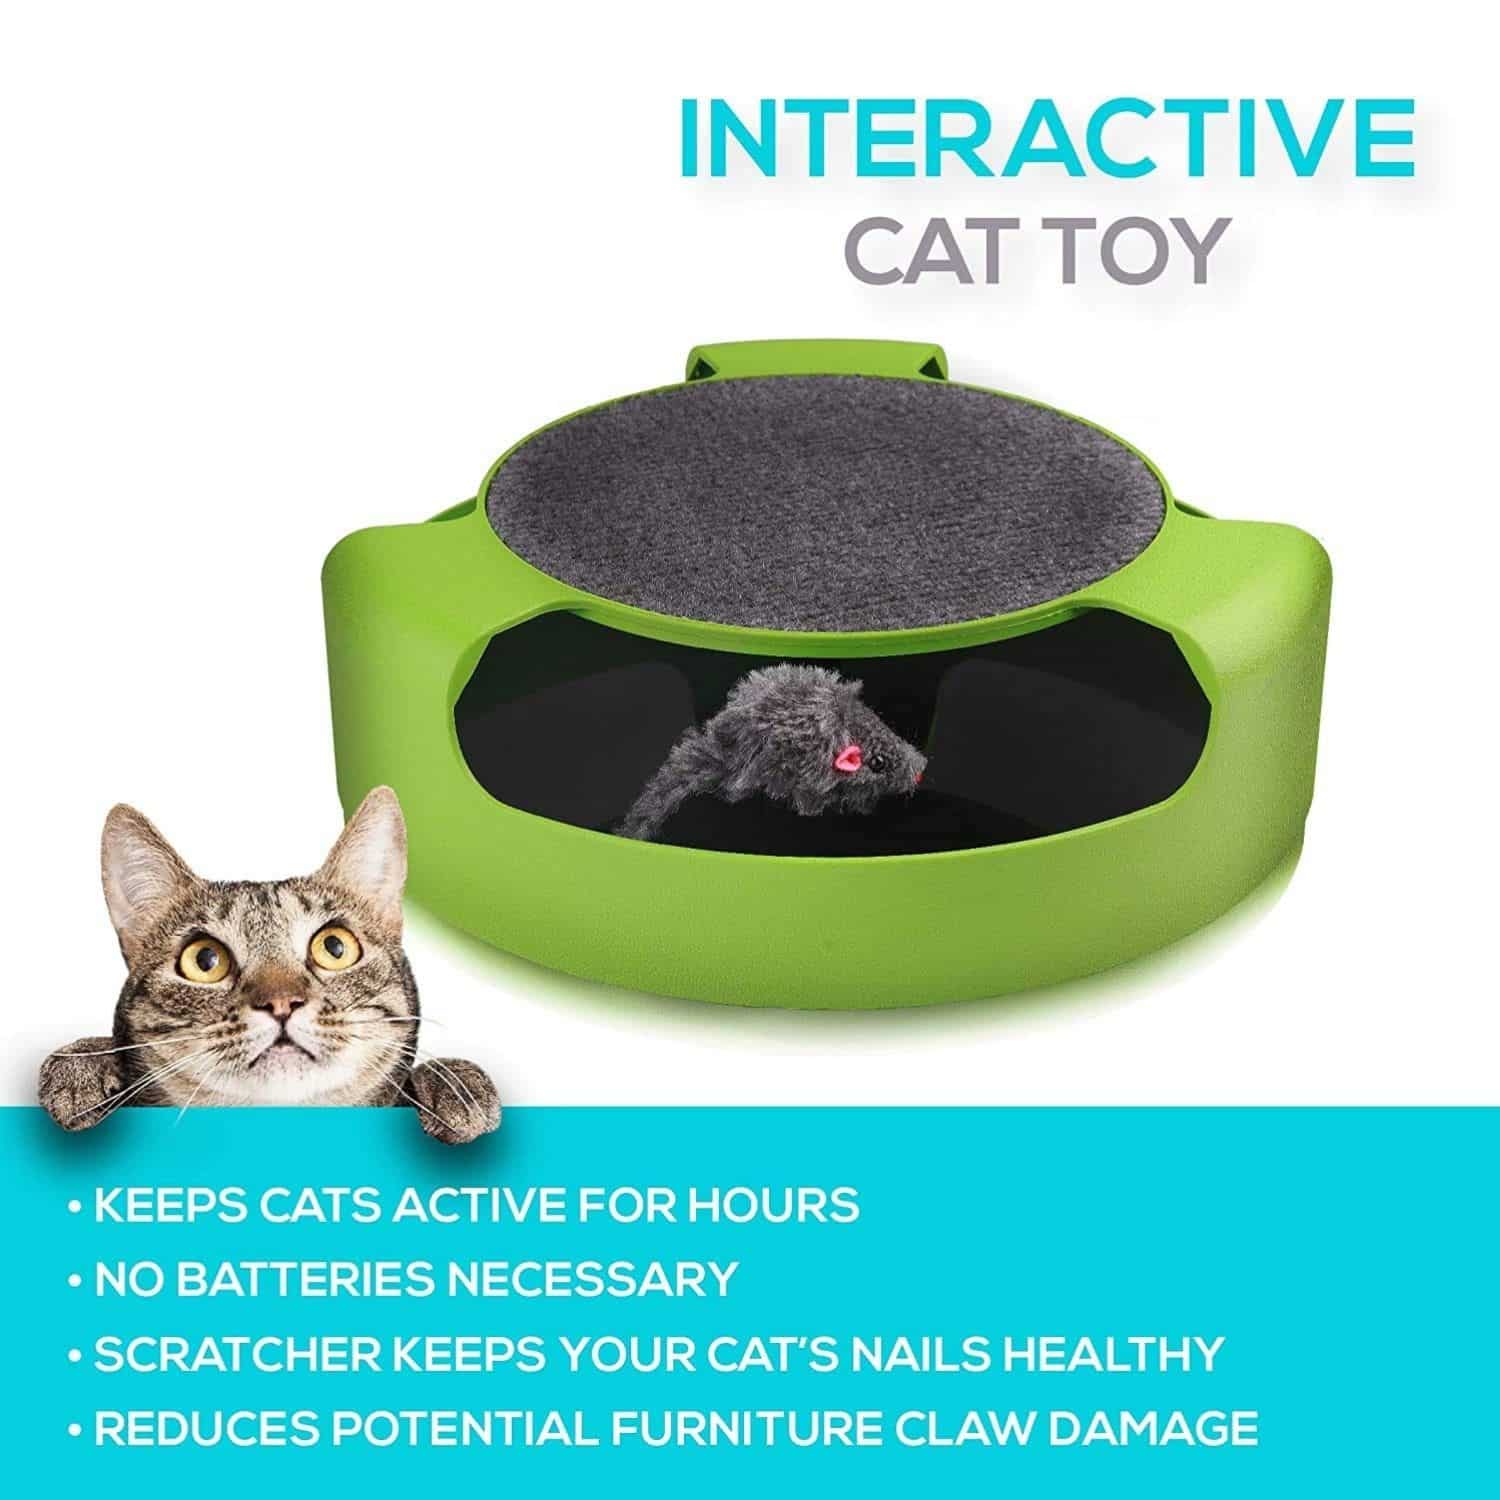 INTERACTIVE
CAT TOY
• KEEPS CATS ACTIVE FOR HOURS
• NO BATTERIES NECESSARY
• SCRATCHER KEEPS YOUR CAT'S NAILS HEALTHY
• REDUCES POTENTIAL FURNITURE CLAW DAMAGE